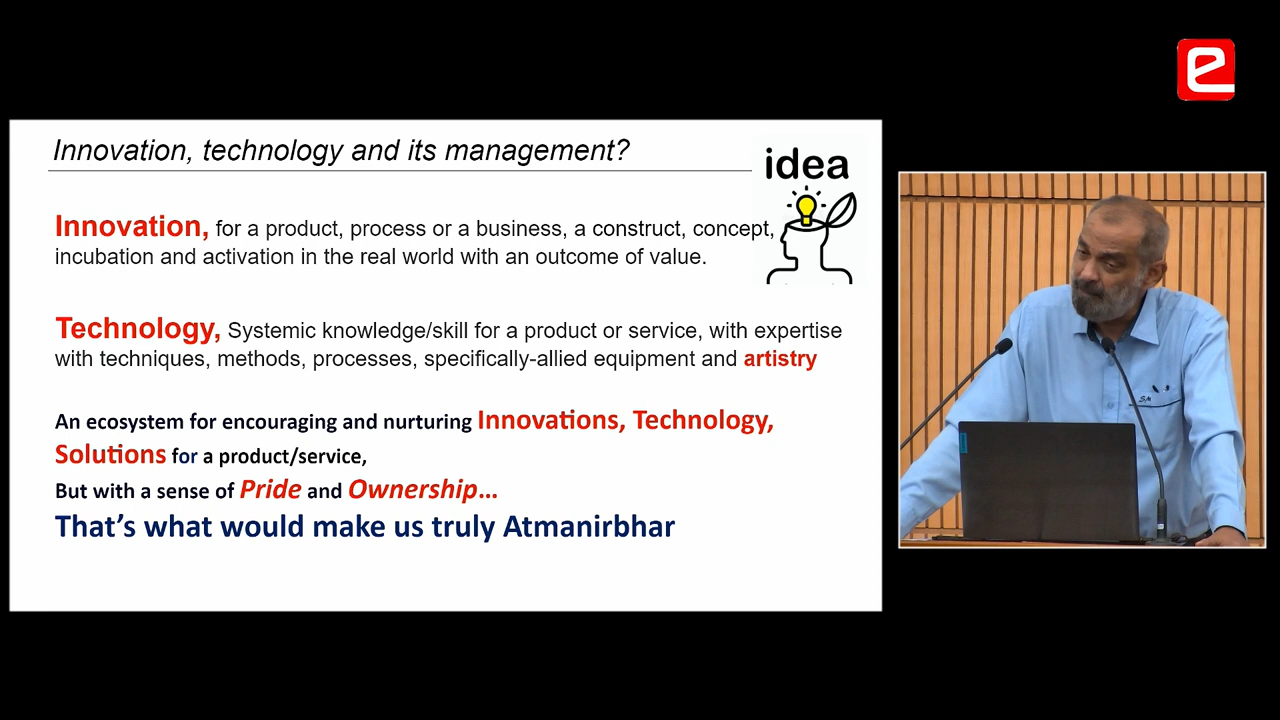 Innovation, technology and its management?
idea
Innovation, for a product, process or a business, a construct, concept,
incubation and activation in the real world with an outcome of value.
Technology, Systemic knowledge/skill for a product or service, with expertise
with techniques, methods, processes, specifically-allied equipment and artistry
An ecosystem for encouraging and nurturing Innovations, Technology,
Solutions for a product/service,
But with a sense of Pride and Ownership...
That's what would make us truly Atmanirbhar
e